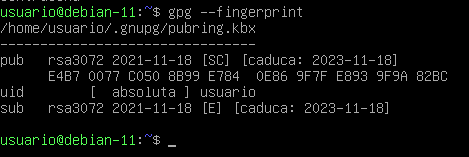 usuario@debian-11:~$ gpg --fingerprint
/home/usuario/.gnupg/pubring.kbx
--------------------------------
pub   rsa3072 2021-11-18 [SC] [caduca: 2023-11-18]
      E4B7 0077 C050 8B99 E784  0E86 9F7F E893 9F9A 82BC
uid        [  absoluta ] usuario
sub   rsa3072 2021-11-18 [E] [caduca: 2023-11-18]
usuario@debian-11:~$ _